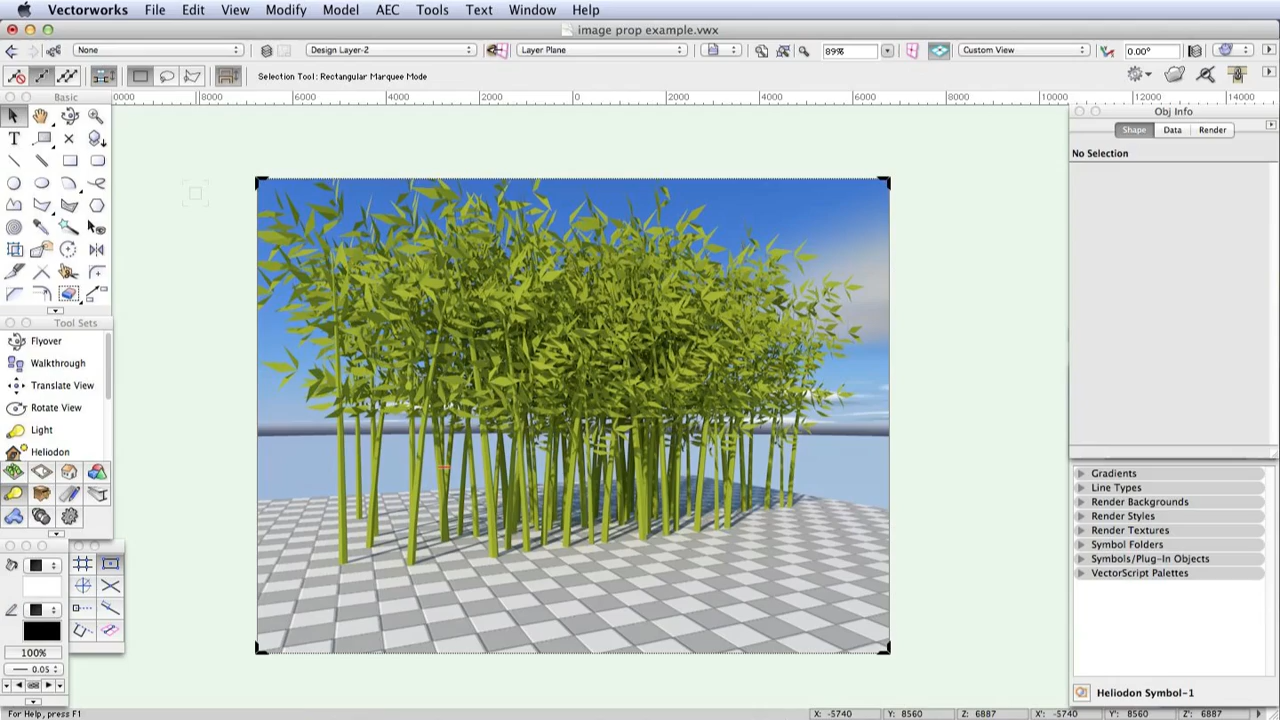 Vectorworks File Edit View Modify Model AEC Tools Text Window Help
image prop example.vwx
None Design Layer-2 Layer Plane 89% Custom View 0.00°
Selection Tool: Rectangular Marquee Mode
Basic
0000 8000 6000 4000 2000 0 2000 4000 6000 8000 10000 12000 14000
Obj Info
Shape Data Render
No Selection
Tool Sets
Flyover
Walkthrough
Translate View
Rotate View
Light
Heliodon
100%
0.05
Gradients
Line Types
Render Backgrounds
Render Styles
Render Textures
Symbol Folders
Symbols/Plug-In Objects
VectorScript Palettes
Heliodon Symbol-1
For Help, press F1 X: -5740 Y: 8560 Z: 6887 X': -5740 Y': 8560 Z': 6887